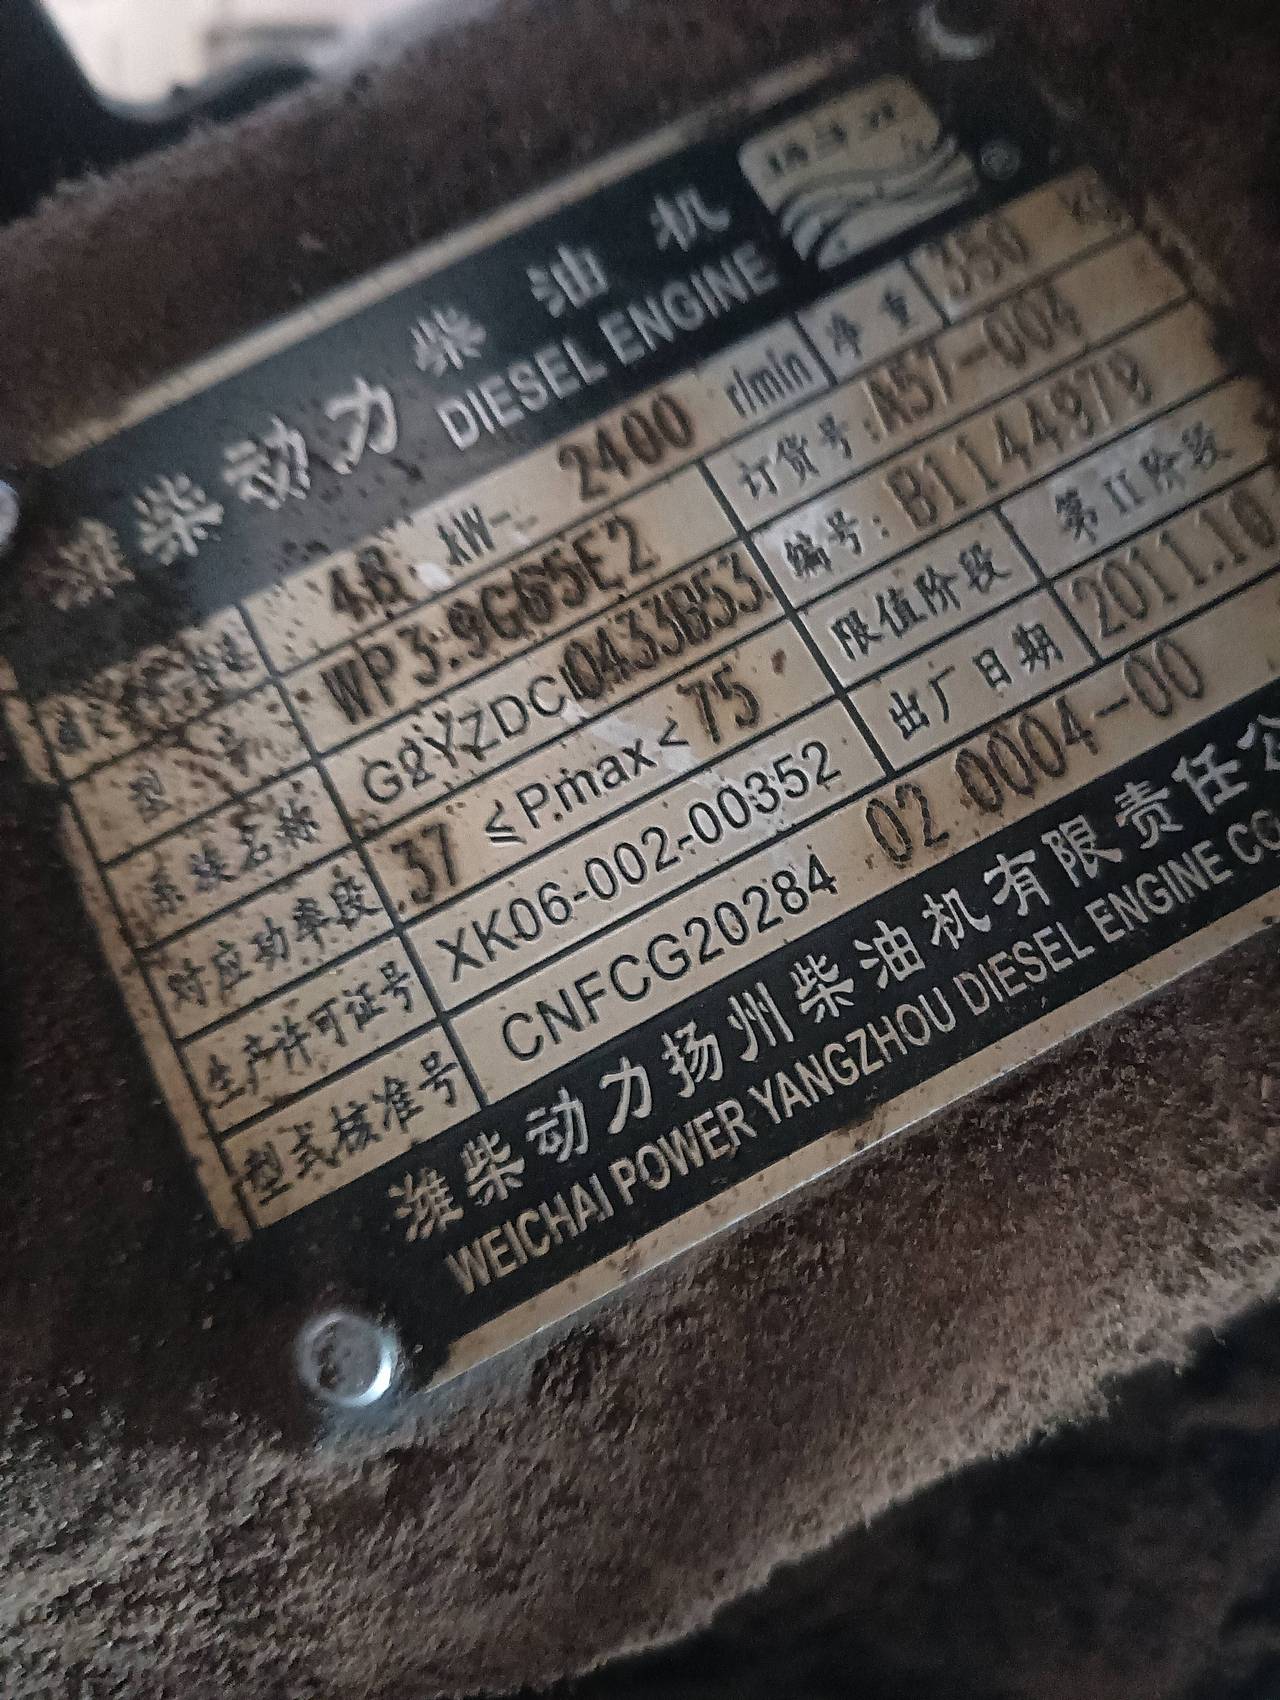 潍柴动力柴油机
DIESEL ENGINE
48 kW- 2400 r/min 净重 350 KG
型号 WP3.9G65E2 订货号:A57-004
系族名称 G2YZDC10433B53 编号: B1144979
对应功率段 37 ≤Pmax< 75 限值阶段 第II阶段
生产许可证号 XK06-002-00352 出厂日期 2011.10
型式核准号 CNFCG20284 02 0004-00
潍柴动力扬州柴油机有限责任公
WEICHAI POWER YANGZHOU DIESEL ENGINE CO